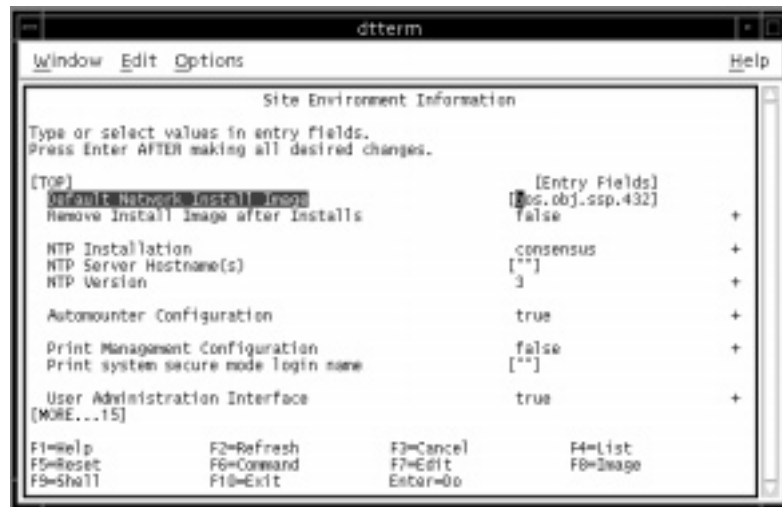 dtterm
Window Edit Options Help
Site Environment Information
Type or select values in entry fields.
Press Enter AFTER making all desired changes.
[TOP] [Entry Fields]
Default Network Install Image [bos.obj.ssp.432]
Remove Install Image after Installs false +
NTP Installation consensus +
NTP Server Hostname(s) [""]
NTP Version 3 +
Automounter Configuration true +
Print Management Configuration false +
Print system secure mode login name [""]
User Administration Interface true +
[MORE...15]
F1=Help F2=Refresh F3=Cancel F4=List
F5=Reset F6=Command F7=Edit F8=Image
F9=Shell F10=Exit Enter=Do